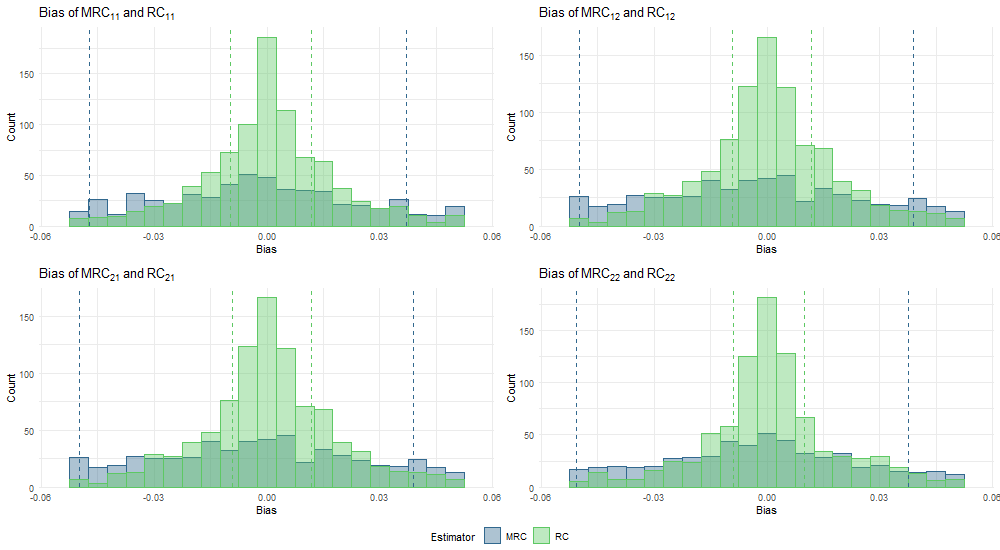 Bias of MRC₁₁ and RC₁₁
Count
150
100
50
0
-0.06
-0.03
0.00
0.03
0.06
Bias
Bias of MRC₁₂ and RC₁₂
Count
150
100
50
0
-0.06
-0.03
0.00
0.03
0.06
Bias
Bias of MRC₂₁ and RC₂₁
Count
150
100
50
0
-0.06
-0.03
0.00
0.03
0.06
Bias
Bias of MRC₂₂ and RC₂₂
Count
150
100
50
0
-0.06
-0.03
0.00
0.03
0.06
Bias
Estimator MRC RC